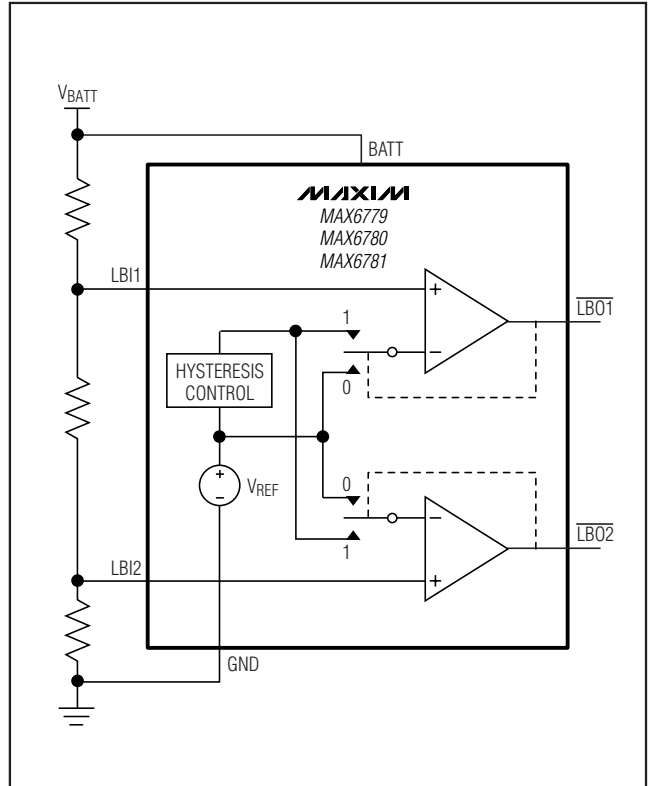 VBATT
BATT
MAXIM
MAX6779
MAX6780
MAX6781
LBI1
+
LBO1
1
−
HYSTERESIS
CONTROL
0
+
−
VREF
0
−
LBO2
1
LBI2
+
GND